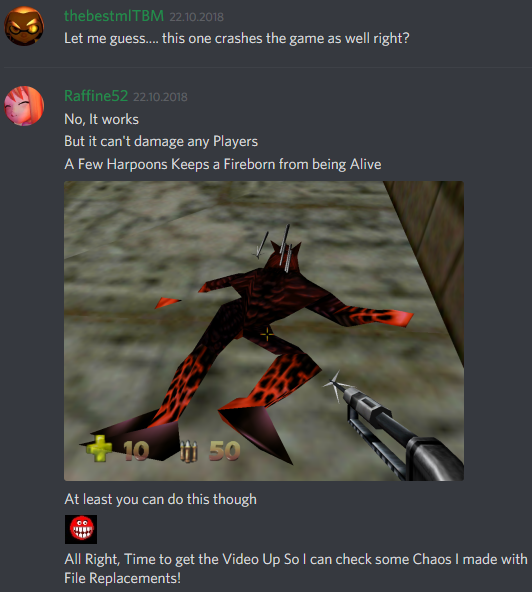 thebestmlTBM 22.10.2018
Let me guess.... this one crashes the game as well right?
Raffine52 22.10.2018
No, It works
But it can't damage any Players
A Few Harpoons Keeps a Fireborn from being Alive
10 50
At least you can do this though
All Right, Time to get the Video Up So I can check some Chaos I made with
File Replacements!